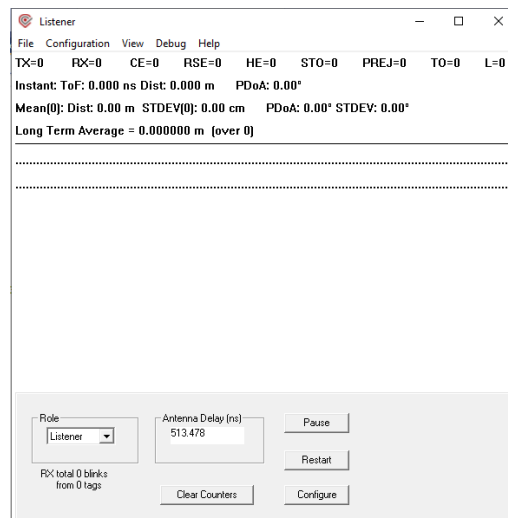 Listener
File Configuration View Debug Help
TX=0 RX=0 CE=0 RSE=0 HE=0 STO=0 PREJ=0 TO=0 L=0
Instant: ToF: 0.000 ns Dist: 0.000 m PDoA: 0.00°
Mean(0): Dist: 0.00 m STDEV(0): 0.00 cm PDoA: 0.00° STDEV: 0.00°
Long Term Average = 0.000000 m (over 0)
Role
Listener
RX total 0 blinks
from 0 tags
Antenna Delay (ns)
513.478
Clear Counters
Pause
Restart
Configure